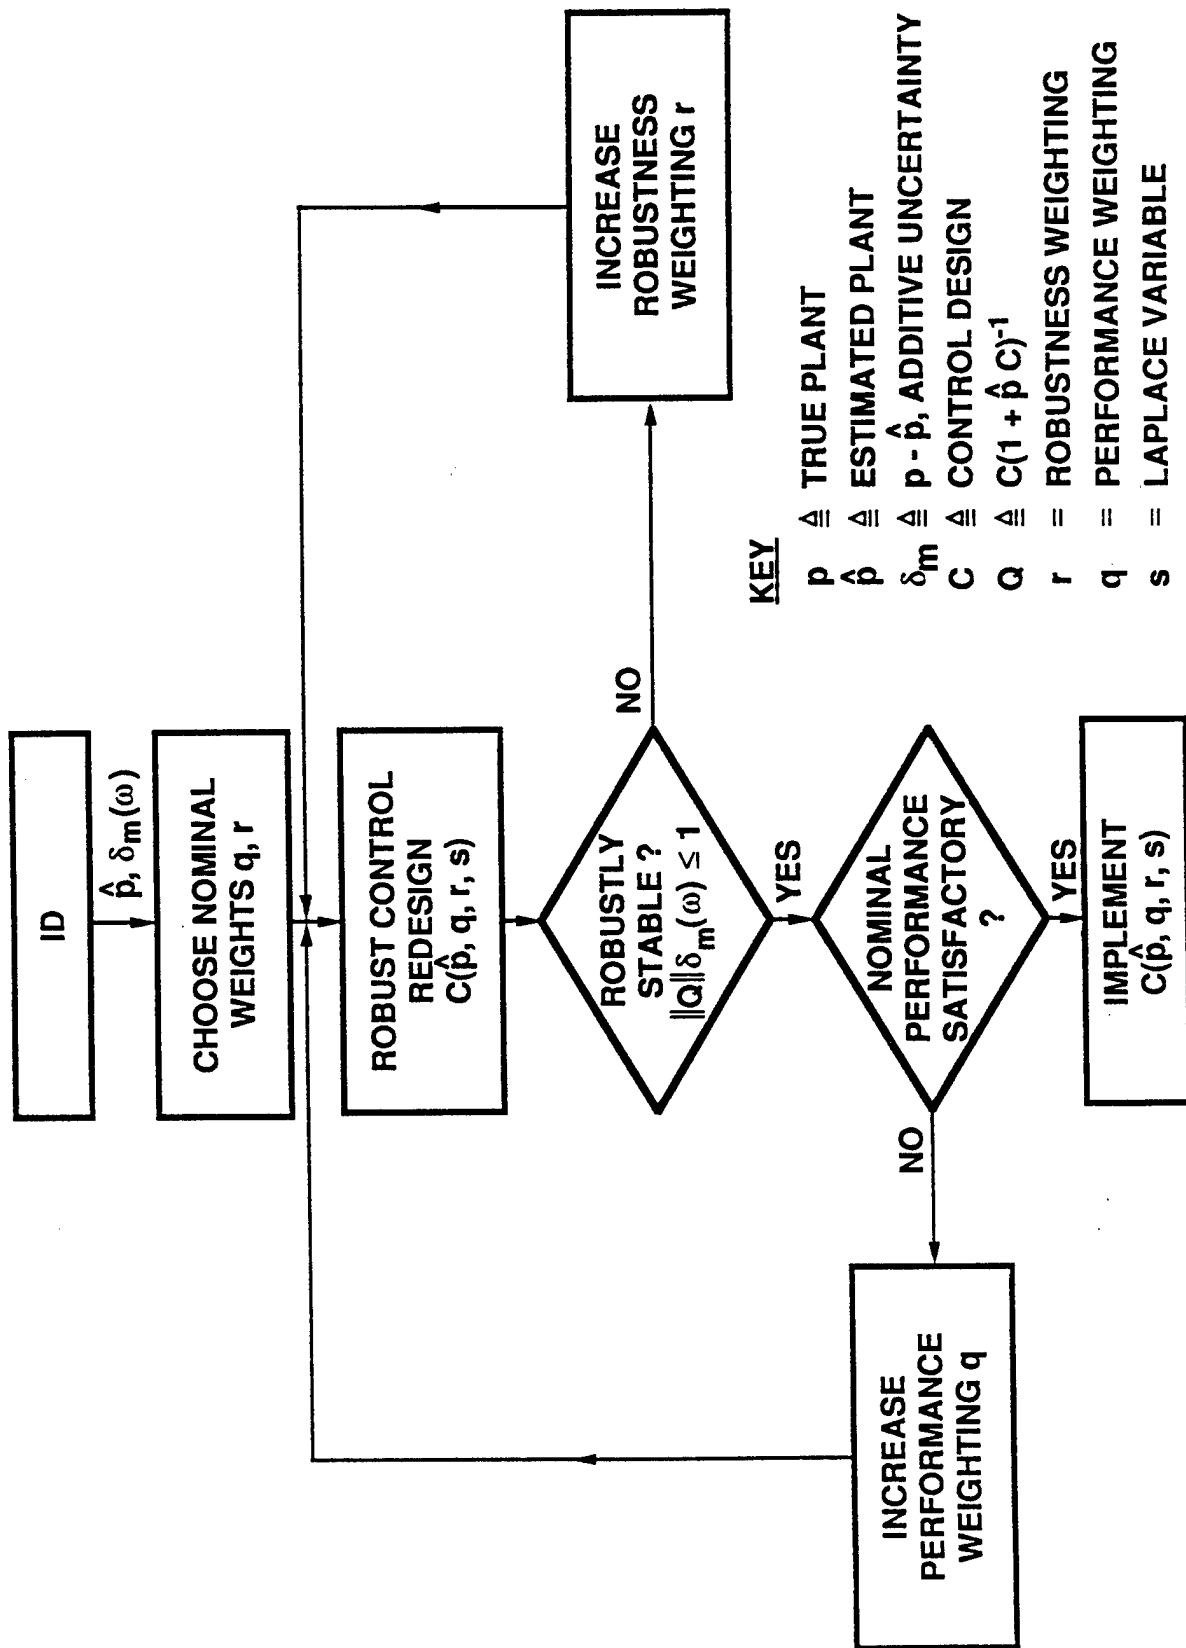 ID
p̂, δm(ω)
CHOOSE NOMINAL
WEIGHTS q, r
ROBUST CONTROL
REDESIGN
C(p̂, q, r, s)
ROBUSTLY
STABLE ?
||Q||δm(ω) ≤ 1
NO
INCREASE
ROBUSTNESS
WEIGHTING r
YES
NOMINAL
PERFORMANCE
SATISFACTORY
?
NO
INCREASE
PERFORMANCE
WEIGHTING q
YES
IMPLEMENT
C(p̂, q, r, s)
KEY
p ≜ TRUE PLANT
p̂ ≜ ESTIMATED PLANT
δm ≜ p - p̂, ADDITIVE UNCERTAINTY
C ≜ CONTROL DESIGN
Q ≜ C(1 + p̂ C)-1
r = ROBUSTNESS WEIGHTING
q = PERFORMANCE WEIGHTING
s = LAPLACE VARIABLE